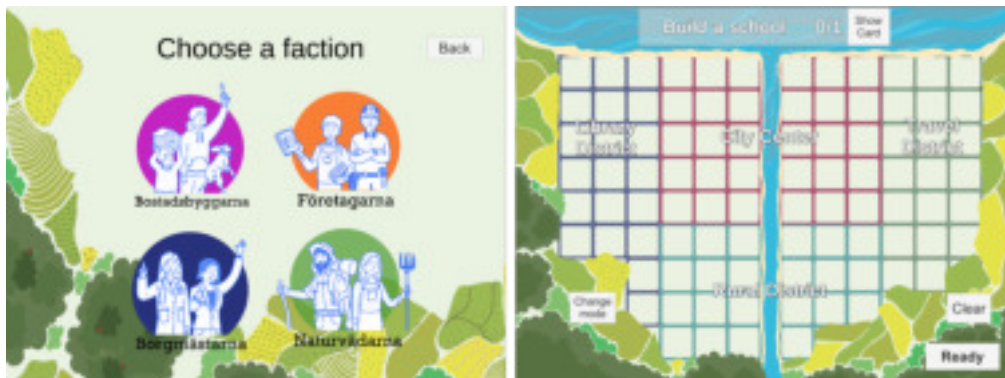 Choose a faction
Back
Bostadsbyggarna
Företagarna
Borgmästarna
Naturvådarna
Build a school 0/1
Show
Card
Library
District
City Center
Travel
District
Rural District
Change
mode
Clear
Ready